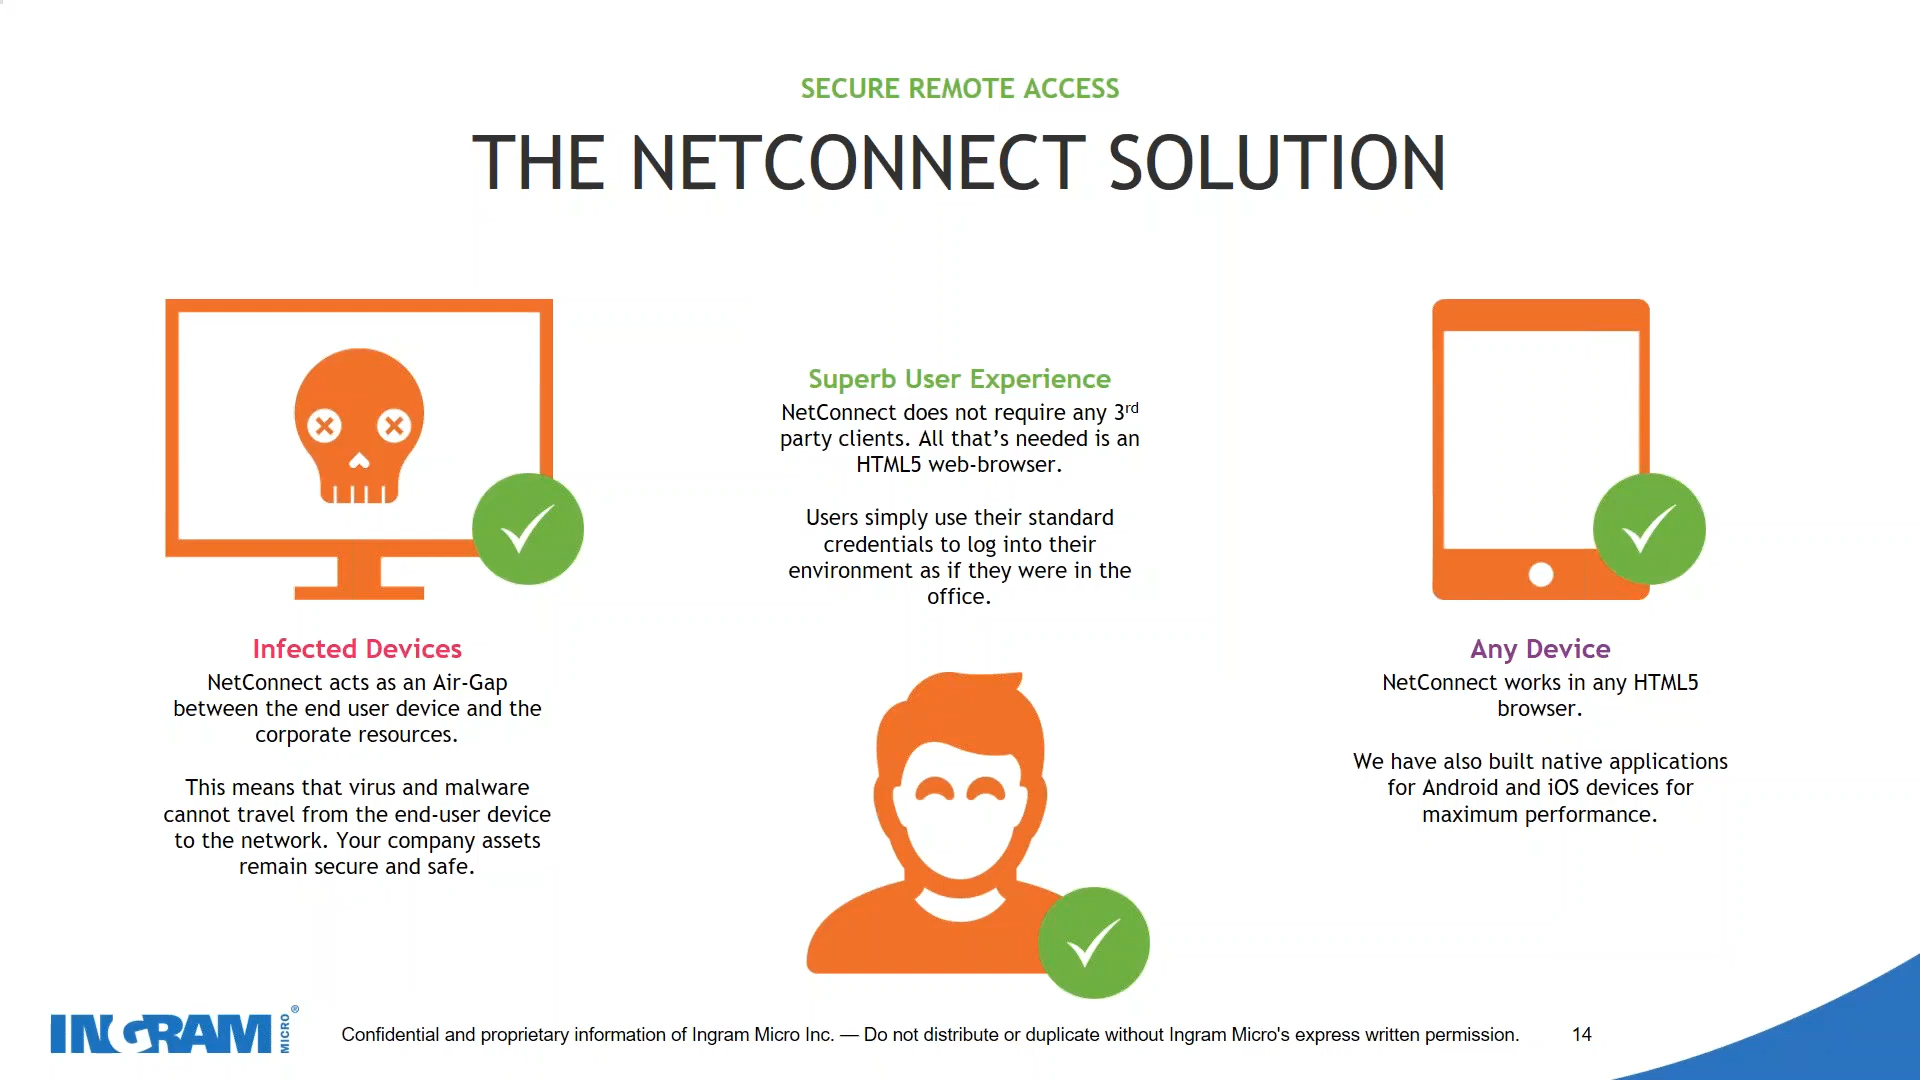 SECURE REMOTE ACCESS
THE NETCONNECT SOLUTION
Infected Devices
NetConnect acts as an Air-Gap
between the end user device and the
corporate resources.
This means that virus and malware
cannot travel from the end-user device
to the network. Your company assets
remain secure and safe.
Superb User Experience
NetConnect does not require any 3rd
party clients. All that’s needed is an
HTML5 web-browser.
Users simply use their standard
credentials to log into their
environment as if they were in the
office.
Any Device
NetConnect works in any HTML5
browser.
We have also built native applications
for Android and iOS devices for
maximum performance.
INGRAM MICRO®
Confidential and proprietary information of Ingram Micro Inc. — Do not distribute or duplicate without Ingram Micro's express written permission.
14